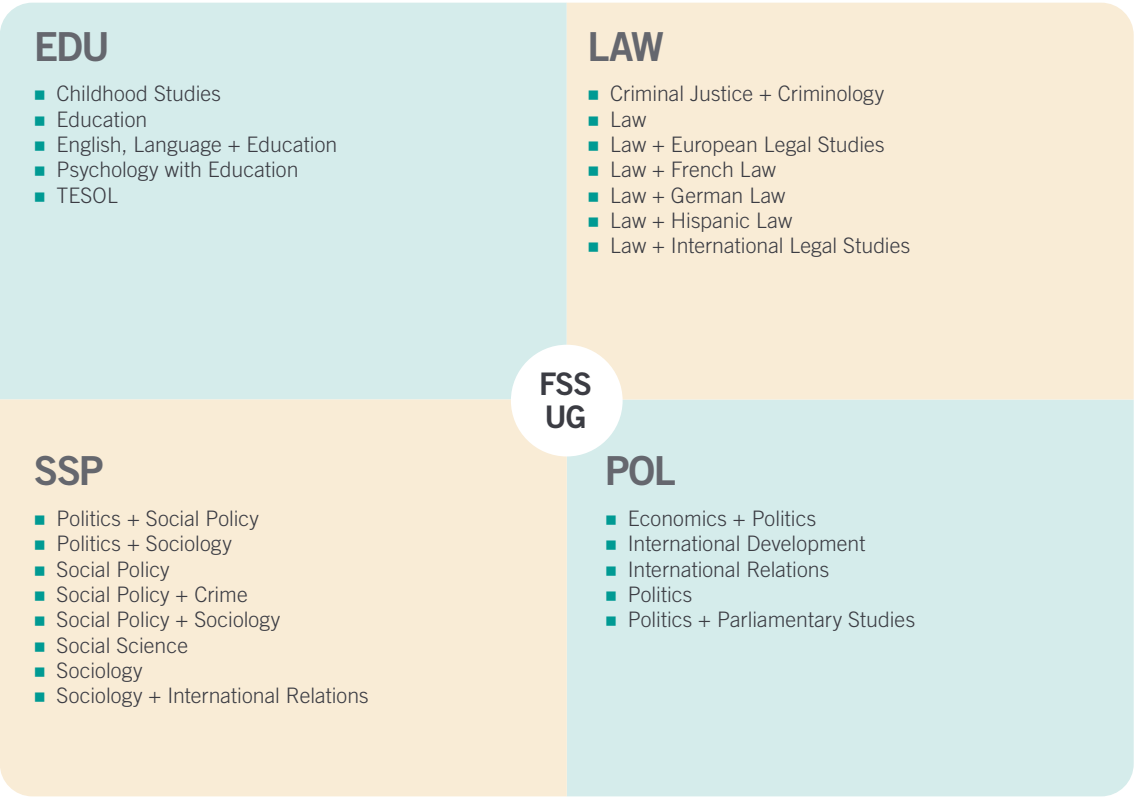 EDU
■ Childhood Studies
■ Education
■ English, Language + Education
■ Psychology with Education
■ TESOL
LAW
■ Criminal Justice + Criminology
■ Law
■ Law + European Legal Studies
■ Law + French Law
■ Law + German Law
■ Law + Hispanic Law
■ Law + International Legal Studies
FSS
UG
SSP
■ Politics + Social Policy
■ Politics + Sociology
■ Social Policy
■ Social Policy + Crime
■ Social Policy + Sociology
■ Social Science
■ Sociology
■ Sociology + International Relations
POL
■ Economics + Politics
■ International Development
■ International Relations
■ Politics
■ Politics + Parliamentary Studies